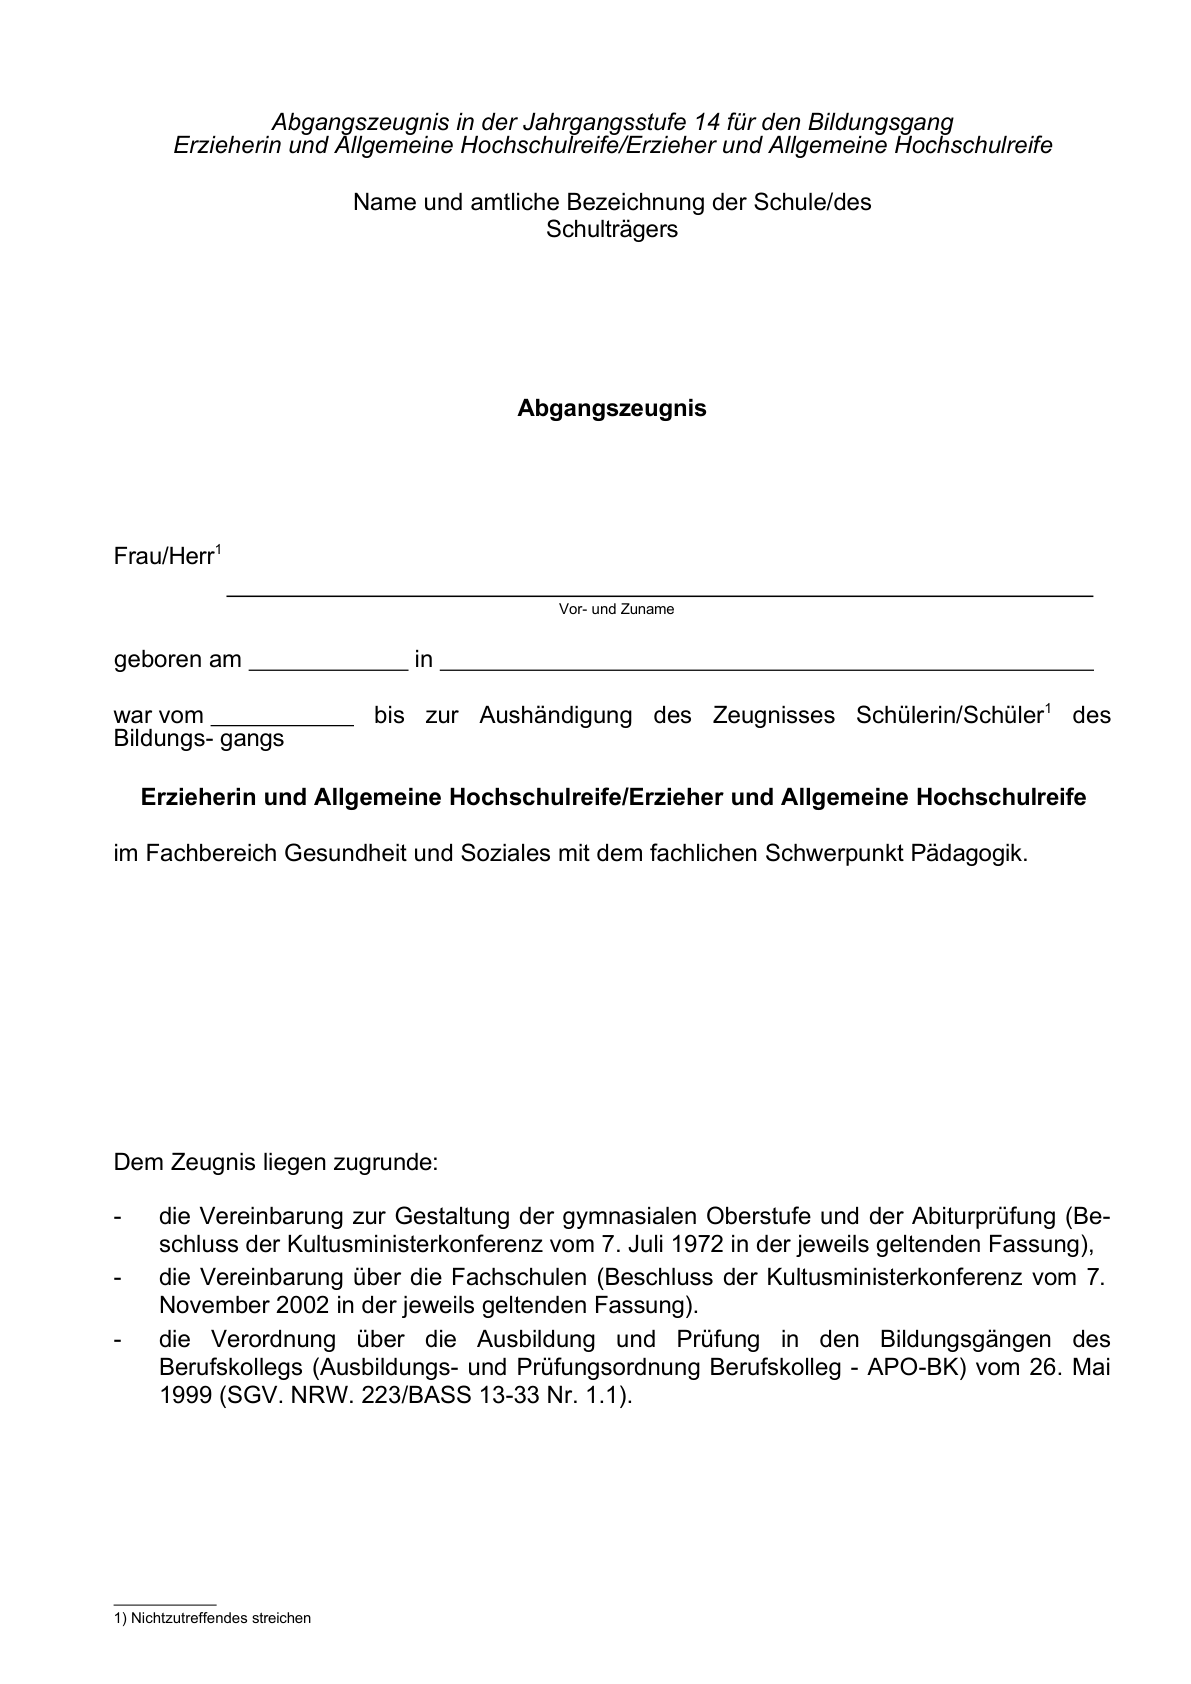 Abgangszeugnis in der Jahrgangsstufe 14 für den Bildungsgang
Erzieherin und Allgemeine Hochschulreife/Erzieher und Allgemeine Hochschulreife
Name und amtliche Bezeichnung der Schule/des
Schulträgers
Abgangszeugnis
Frau/Herr¹
Vor- und Zuname
geboren am ____________ in _________________________________________________
war vom ___________ bis zur Aushändigung des Zeugnisses Schülerin/Schüler¹ des
Bildungs- gangs
Erzieherin und Allgemeine Hochschulreife/Erzieher und Allgemeine Hochschulreife
im Fachbereich Gesundheit und Soziales mit dem fachlichen Schwerpunkt Pädagogik.
Dem Zeugnis liegen zugrunde:
- die Vereinbarung zur Gestaltung der gymnasialen Oberstufe und der Abiturprüfung (Be-
schluss der Kultusministerkonferenz vom 7. Juli 1972 in der jeweils geltenden Fassung),
- die Vereinbarung über die Fachschulen (Beschluss der Kultusministerkonferenz vom 7.
November 2002 in der jeweils geltenden Fassung).
- die Verordnung über die Ausbildung und Prüfung in den Bildungsgängen des
Berufskollegs (Ausbildungs- und Prüfungsordnung Berufskolleg - APO-BK) vom 26. Mai
1999 (SGV. NRW. 223/BASS 13-33 Nr. 1.1).
1) Nichtzutreffendes streichen